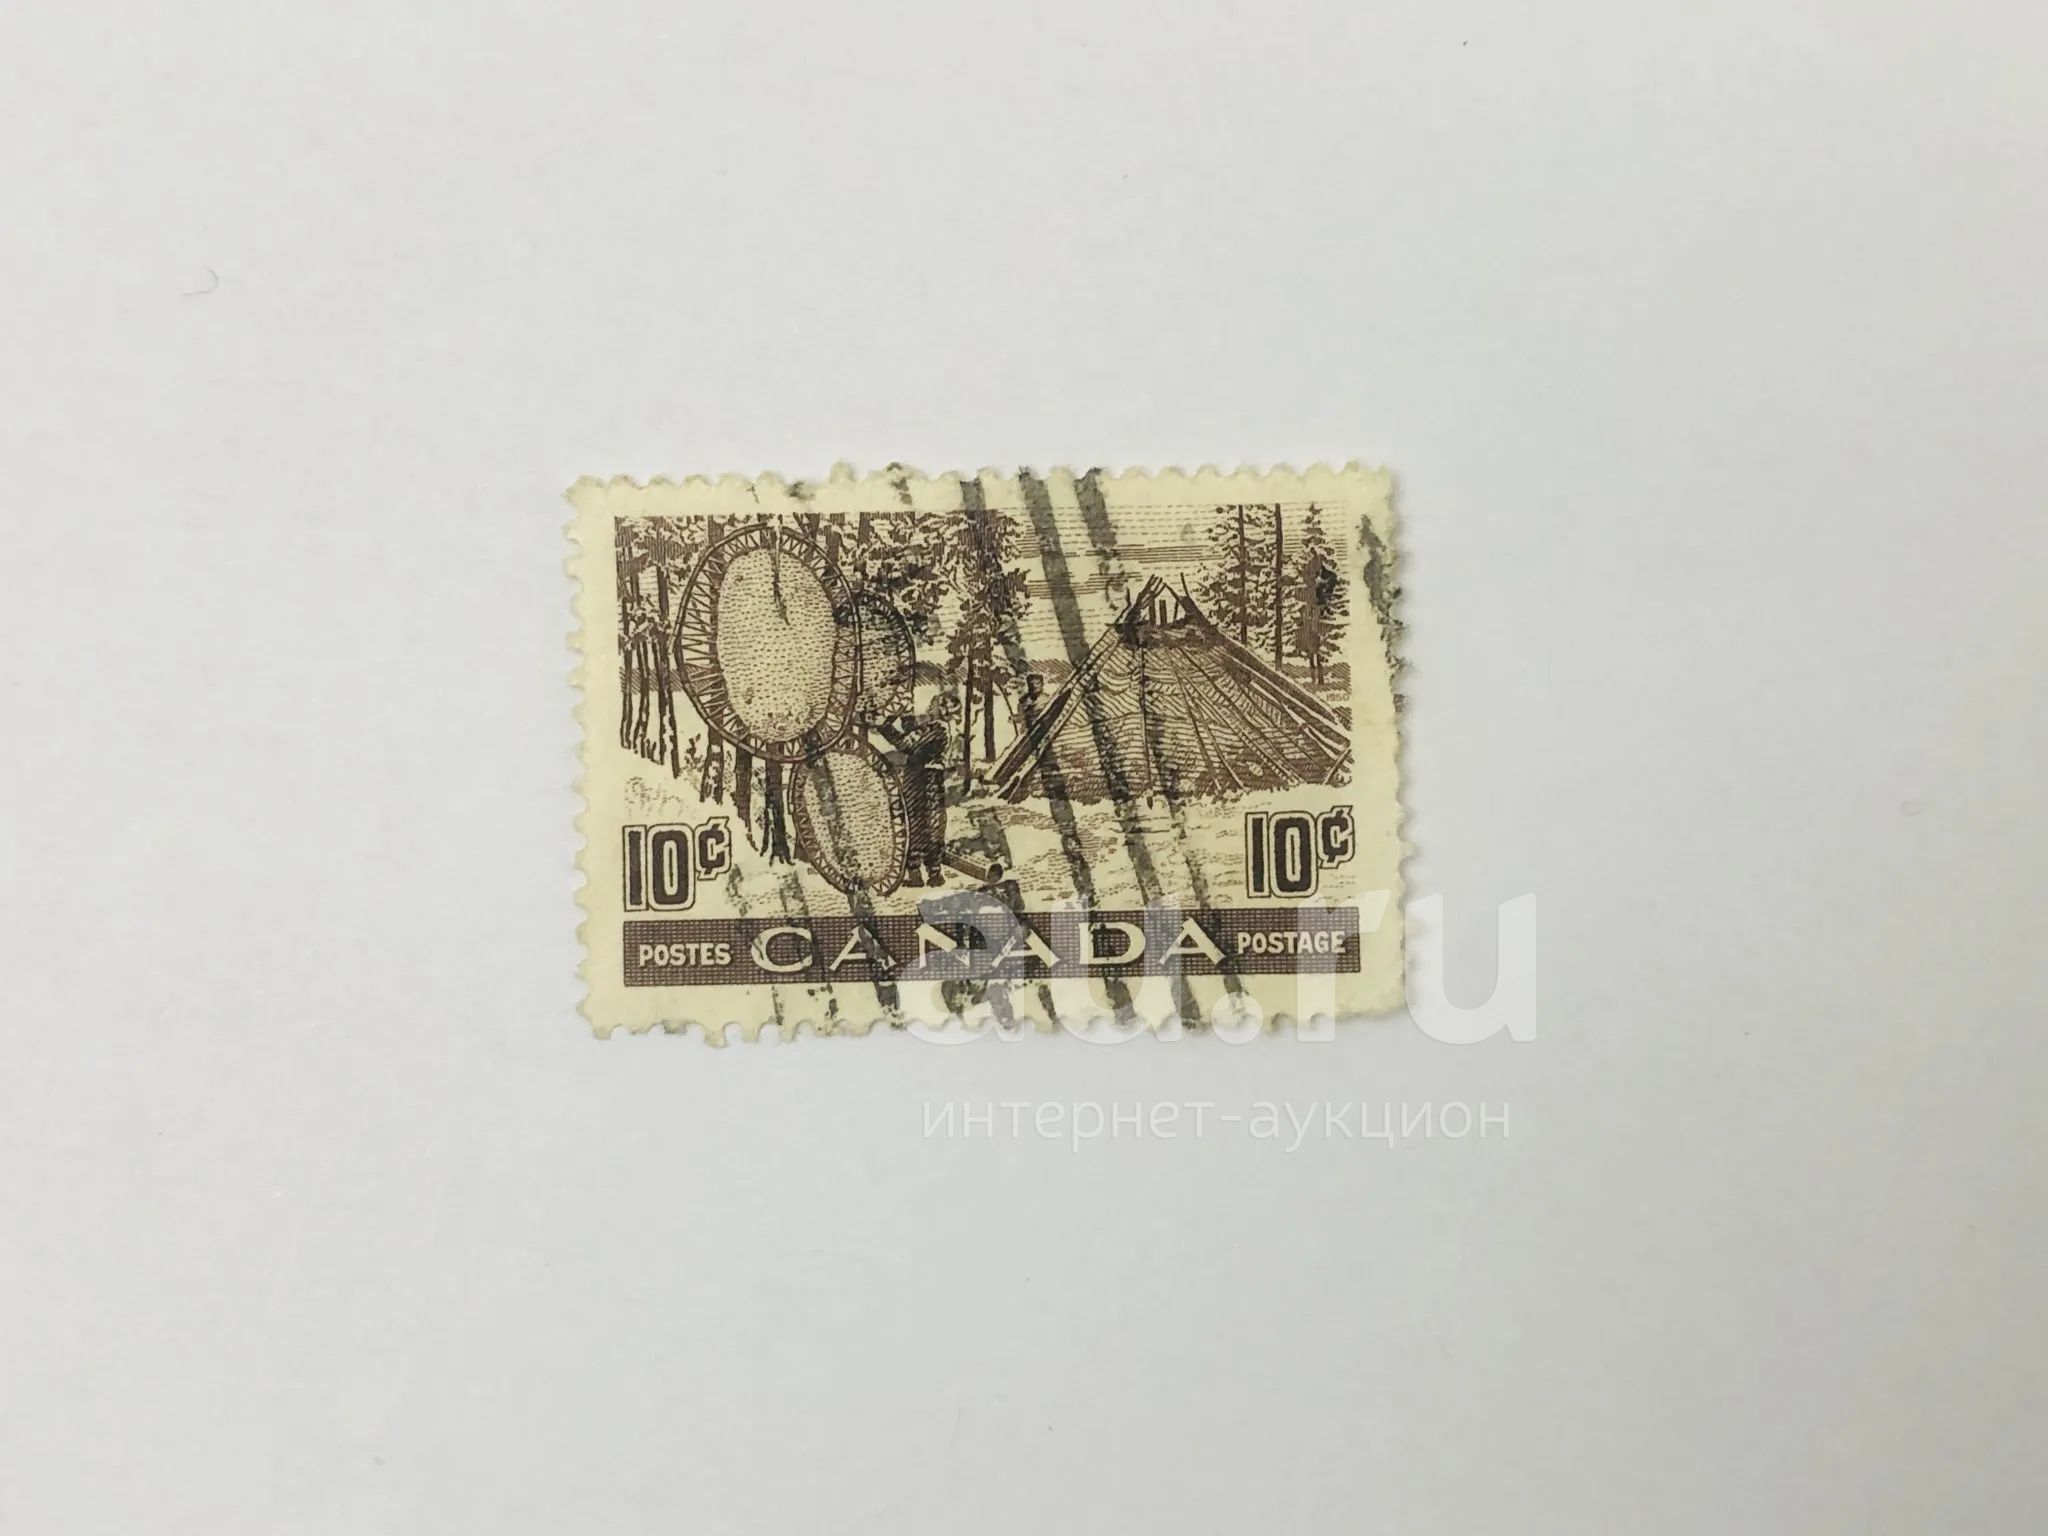 1950
10¢ 10¢
POSTES CANADA POSTAGE
au.ru
интернет-аукцион